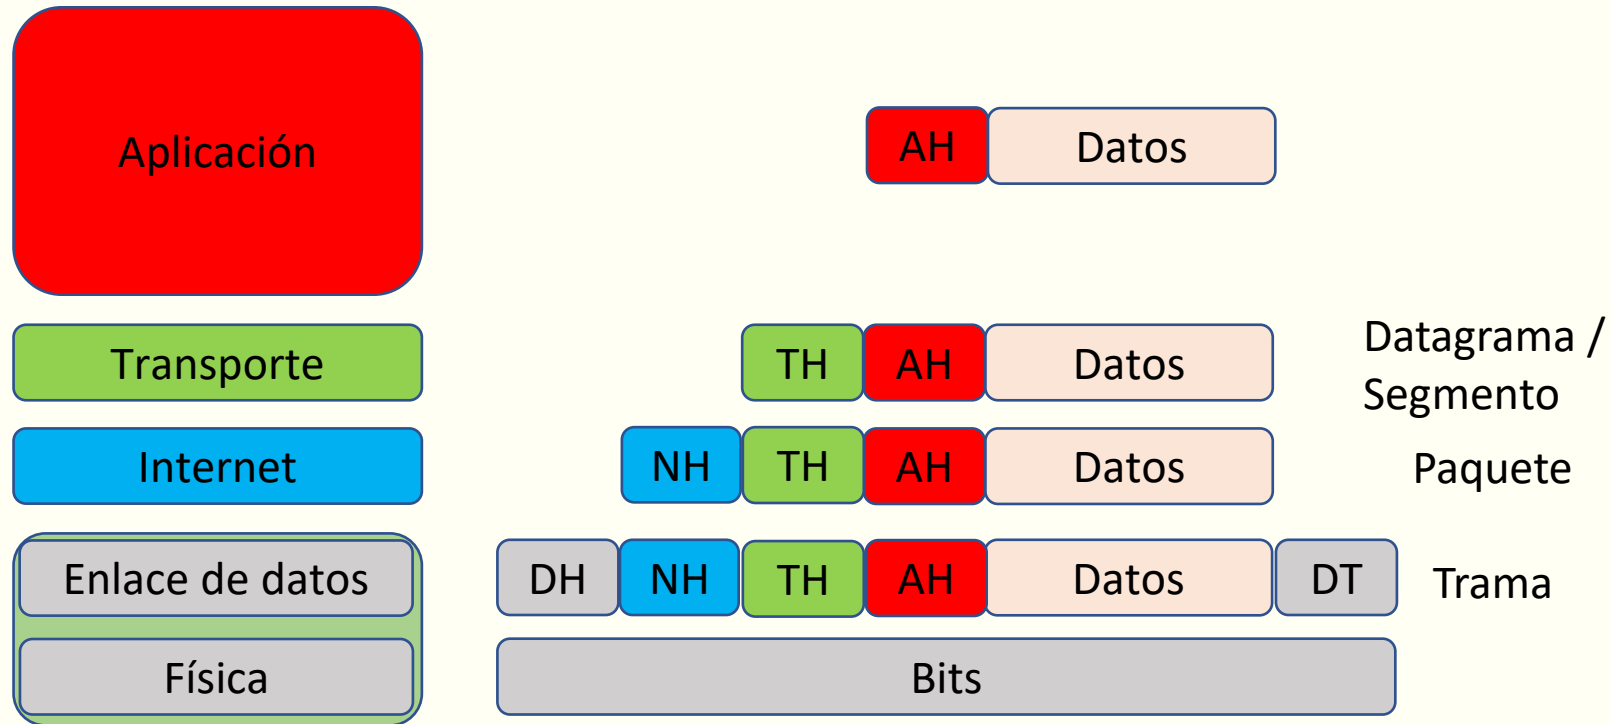 Aplicación
AH Datos
Transporte
TH AH Datos
Datagrama /
Segmento
Internet
NH TH AH Datos
Paquete
Enlace de datos
DH NH TH AH Datos DT
Trama
Física
Bits